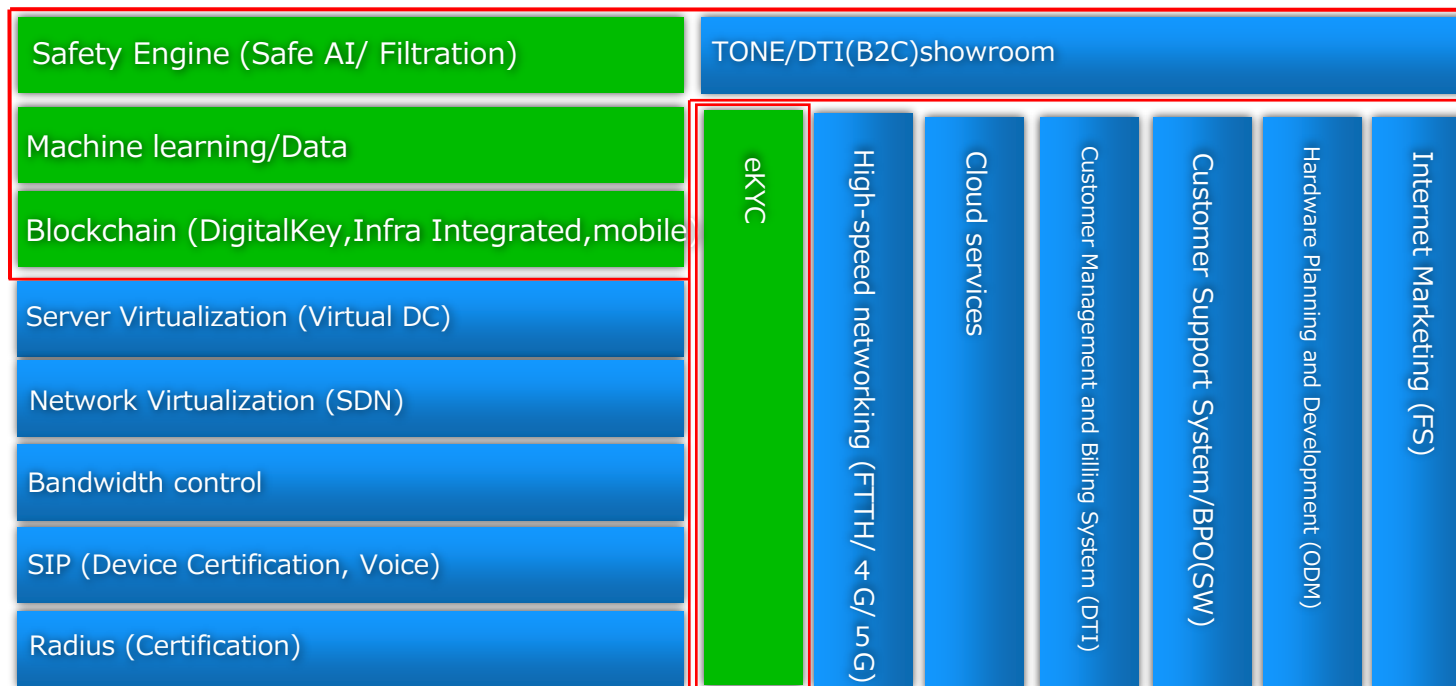 Safety Engine (Safe AI/ Filtration)
TONE/DTI(B2C)showroom
Machine learning/Data
Blockchain (DigitalKey,Infra Integrated,mobile)
Server Virtualization (Virtual DC)
Network Virtualization (SDN)
Bandwidth control
SIP (Device Certification, Voice)
Radius (Certification)
eKYC
High-speed networking (FTTH/ 4G/ 5G)
Cloud services
Customer Management and Billing System (DTI)
Customer Support System/BPO(SW)
Hardware Planning and Development (ODM)
Internet Marketing (FS)